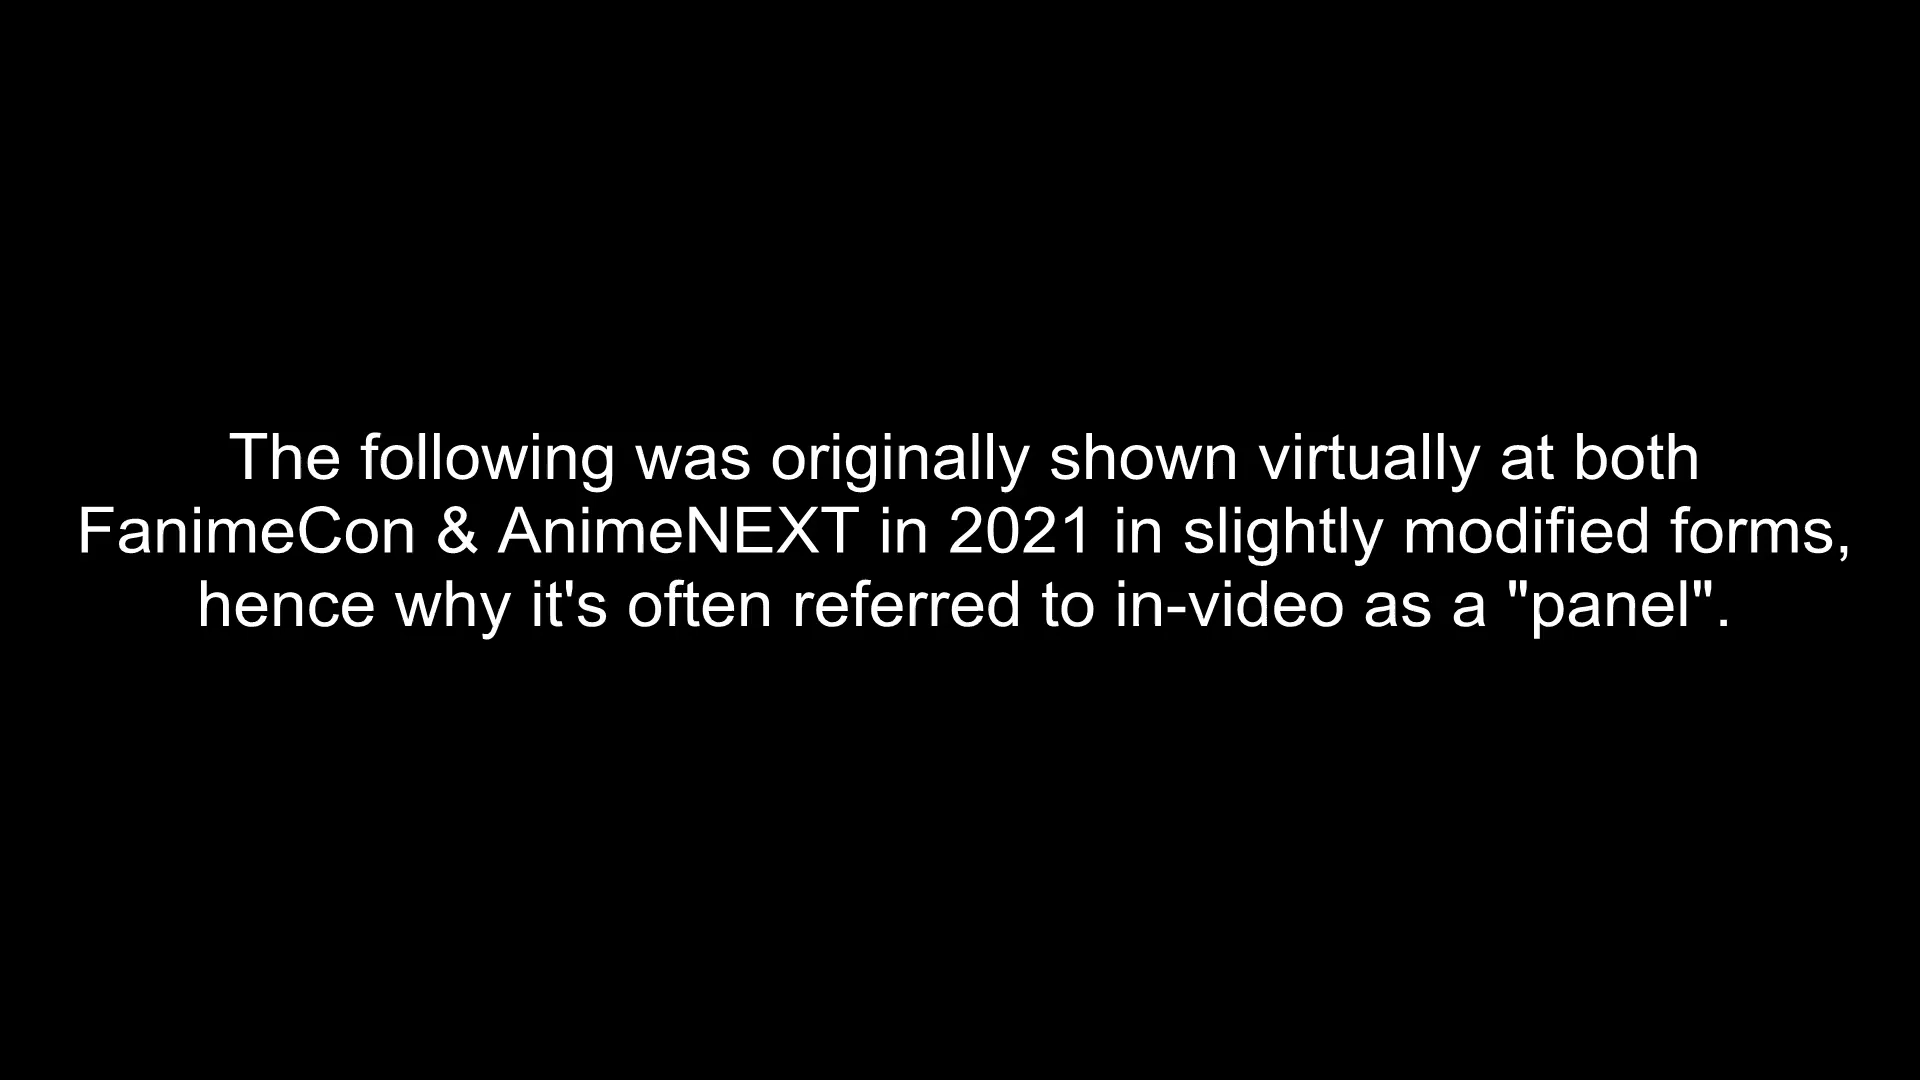 The following was originally shown virtually at both
FanimeCon & AnimeNEXT in 2021 in slightly modified forms,
hence why it's often referred to in-video as a "panel".